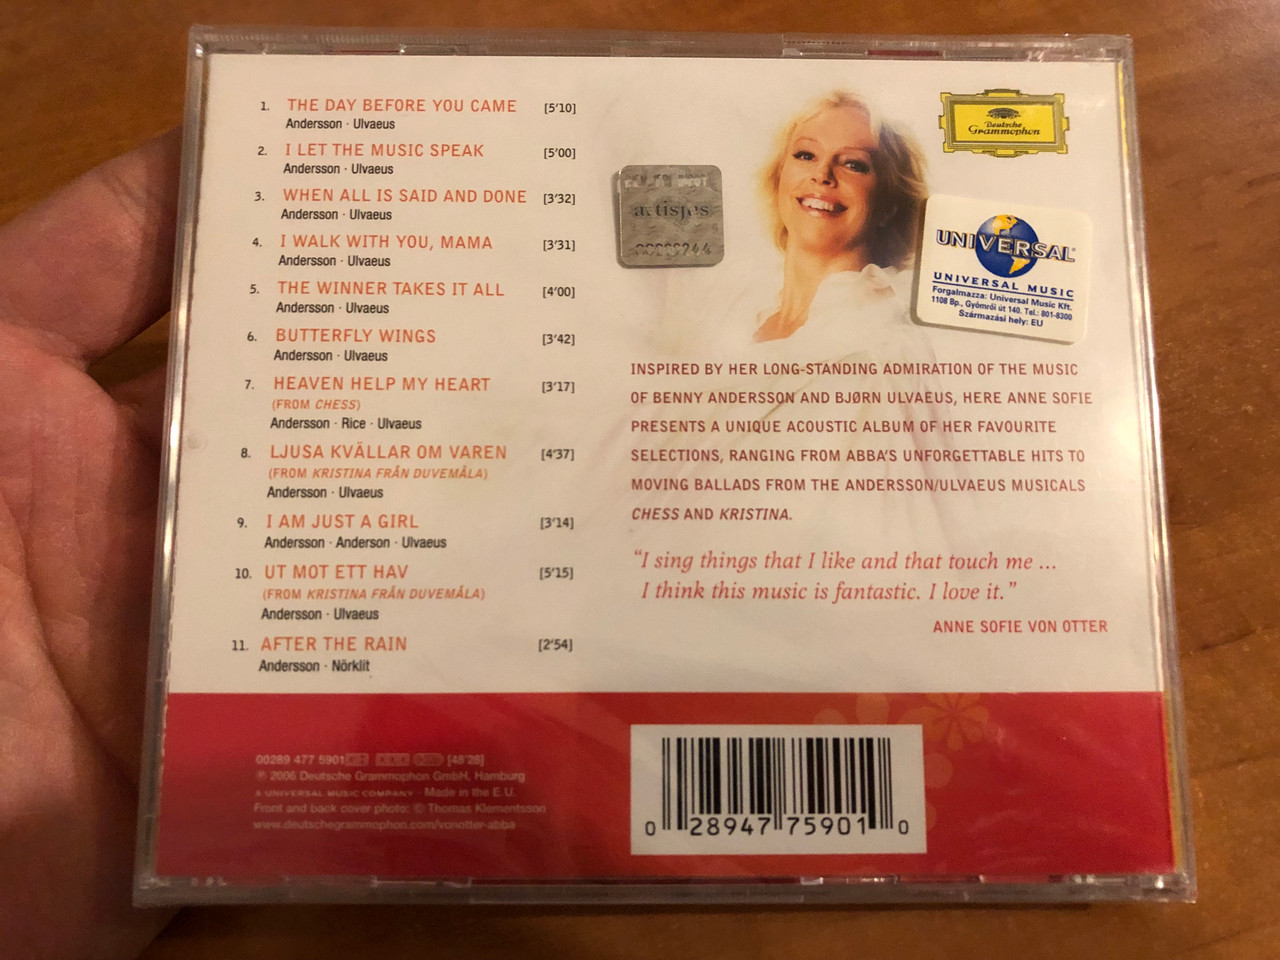 1. THE DAY BEFORE YOU CAME [5'10]
Andersson · Ulvaeus
2. I LET THE MUSIC SPEAK [5'00]
Andersson · Ulvaeus
3. WHEN ALL IS SAID AND DONE [3'32]
Andersson · Ulvaeus
4. I WALK WITH YOU, MAMA [3'31]
Andersson · Ulvaeus
5. THE WINNER TAKES IT ALL [4'00]
Andersson · Ulvaeus
6. BUTTERFLY WINGS [3'42]
Andersson · Ulvaeus
7. HEAVEN HELP MY HEART [3'17]
(FROM CHESS)
Andersson · Rice · Ulvaeus
8. LJUSA KVÄLLAR OM VAREN [4'37]
(FROM KRISTINA FRÅN DUVEMÅLA)
Andersson · Ulvaeus
9. I AM JUST A GIRL [3'14]
Andersson · Anderson · Ulvaeus
10. UT MOT ETT HAV [5'15]
(FROM KRISTINA FRÅN DUVEMÅLA)
Andersson · Ulvaeus
11. AFTER THE RAIN [2'54]
Andersson · Nörklit
Deutsche
Grammophon
artisjus
UNIVERSAL
UNIVERSAL MUSIC
Forgalmazza: Universal Music Kft.
1108 Bp., Gyömrői út 140. Tel.: 801-8300
Származási hely: EU
INSPIRED BY HER LONG-STANDING ADMIRATION OF THE MUSIC
OF BENNY ANDERSSON AND BJØRN ULVAEUS, HERE ANNE SOFIE
PRESENTS A UNIQUE ACOUSTIC ALBUM OF HER FAVOURITE
SELECTIONS, RANGING FROM ABBA'S UNFORGETTABLE HITS TO
MOVING BALLADS FROM THE ANDERSSON/ULVAEUS MUSICALS
CHESS AND KRISTINA.
"I sing things that I like and that touch me ...
I think this music is fantastic. I love it."
ANNE SOFIE VON OTTER
00289 477 5901 [48'28]
℗ 2006 Deutsche Grammophon GmbH, Hamburg
A UNIVERSAL MUSIC COMPANY · Made in the E.U.
Front and back cover photo: © Thomas Klementsson
www.deutschegrammophon.com/vonotter-abba
0 28947 75901 0